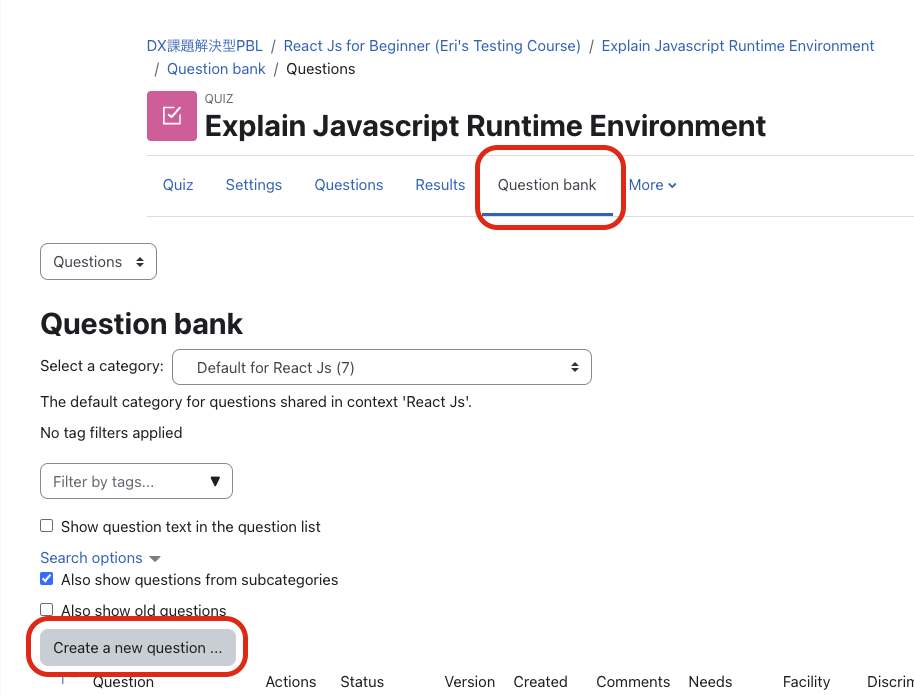 DX課題解決型PBL / React Js for Beginner (Eri's Testing Course) / Explain Javascript Runtime Environment
/ Question bank / Questions
QUIZ
Explain Javascript Runtime Environment
Quiz Settings Questions Results Question bank More
Questions
Question bank
Select a category: Default for React Js (7)
The default category for questions shared in context 'React Js'.
No tag filters applied
Filter by tags...
Show question text in the question list
Search options
Also show questions from subcategories
Also show old questions
Create a new question ...
Question Actions Status Version Created Comments Needs Facility Discrim